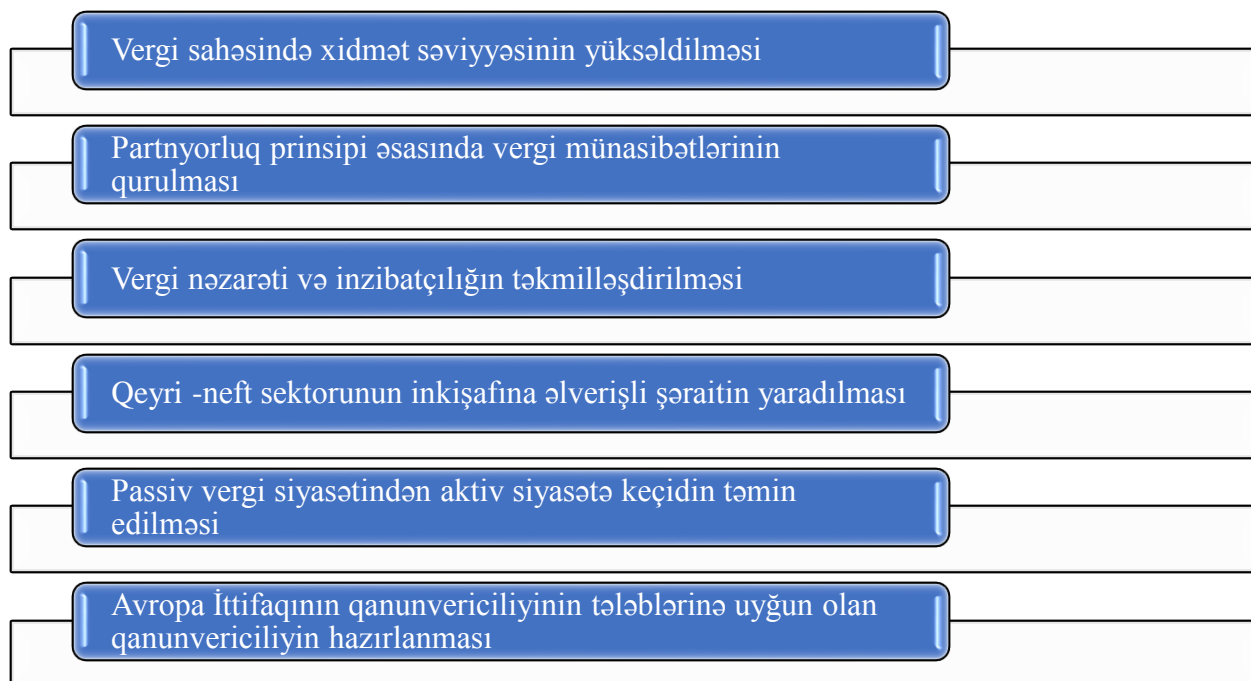 Vergi sahəsində xidmət səviyyəsinin yüksəldilməsi
Partnyorluq prinsipi əsasında vergi münasibətlərinin
qurulması
Vergi nəzarəti və inzibatçılığın təkmilləşdirilməsi
Qeyri -neft sektorunun inkişafına əlverişli şəraitin yaradılması
Passiv vergi siyasətindən aktiv siyasətə keçidin təmin
edilməsi
Avropa İttifaqının qanunvericiliyinin tələblərinə uyğun olan
qanunvericiliyin hazırlanması